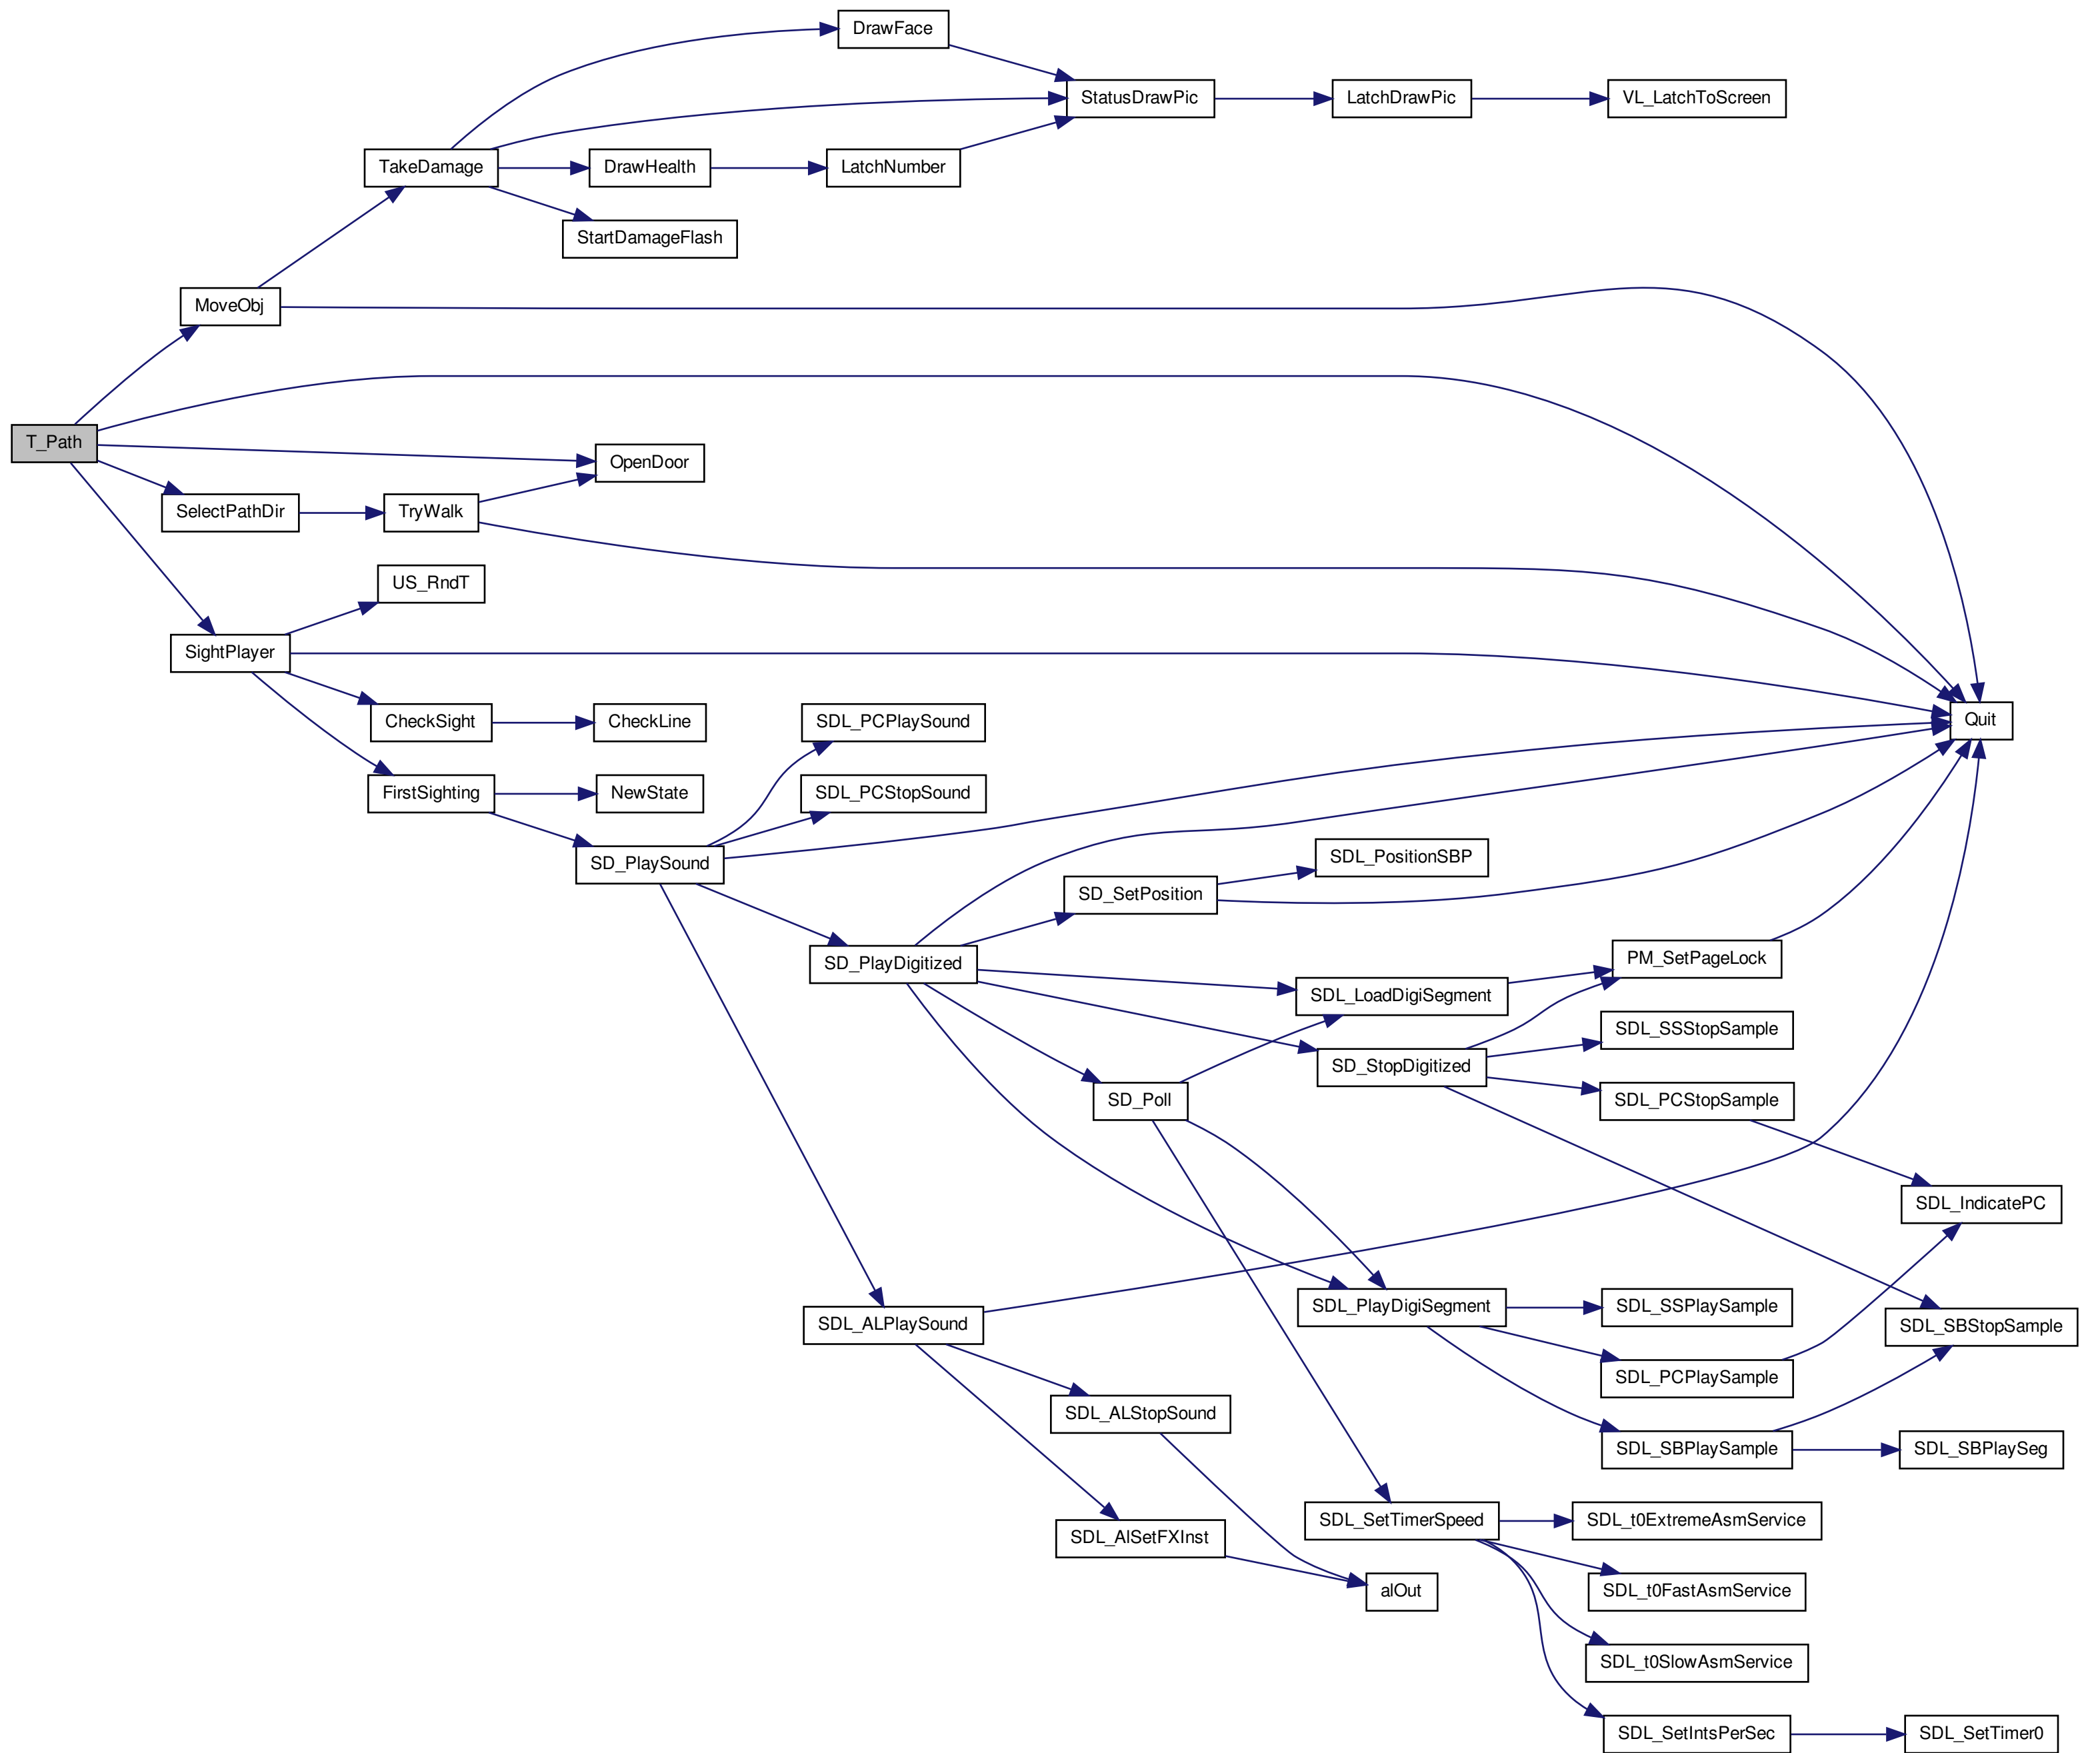 DrawFace
StatusDrawPic
LatchDrawPic
VL_LatchToScreen
TakeDamage
DrawHealth
LatchNumber
StartDamageFlash
MoveObj
T_Path
OpenDoor
SelectPathDir
TryWalk
US_RndT
SightPlayer
CheckSight
CheckLine
SDL_PCPlaySound
Quit
FirstSighting
NewState
SDL_PCStopSound
SD_PlaySound
SDL_PositionSBP
SD_SetPosition
SD_PlayDigitized
PM_SetPageLock
SDL_LoadDigiSegment
SDL_SSStopSample
SD_StopDigitized
SD_Poll
SDL_PCStopSample
SDL_IndicatePC
SDL_PlayDigiSegment
SDL_SSPlaySample
SDL_ALPlaySound
SDL_SBStopSample
SDL_PCPlaySample
SDL_ALStopSound
SDL_SBPlaySample
SDL_SBPlaySeg
SDL_SetTimerSpeed
SDL_t0ExtremeAsmService
SDL_AlSetFXInst
alOut
SDL_t0FastAsmService
SDL_t0SlowAsmService
SDL_SetIntsPerSec
SDL_SetTimer0